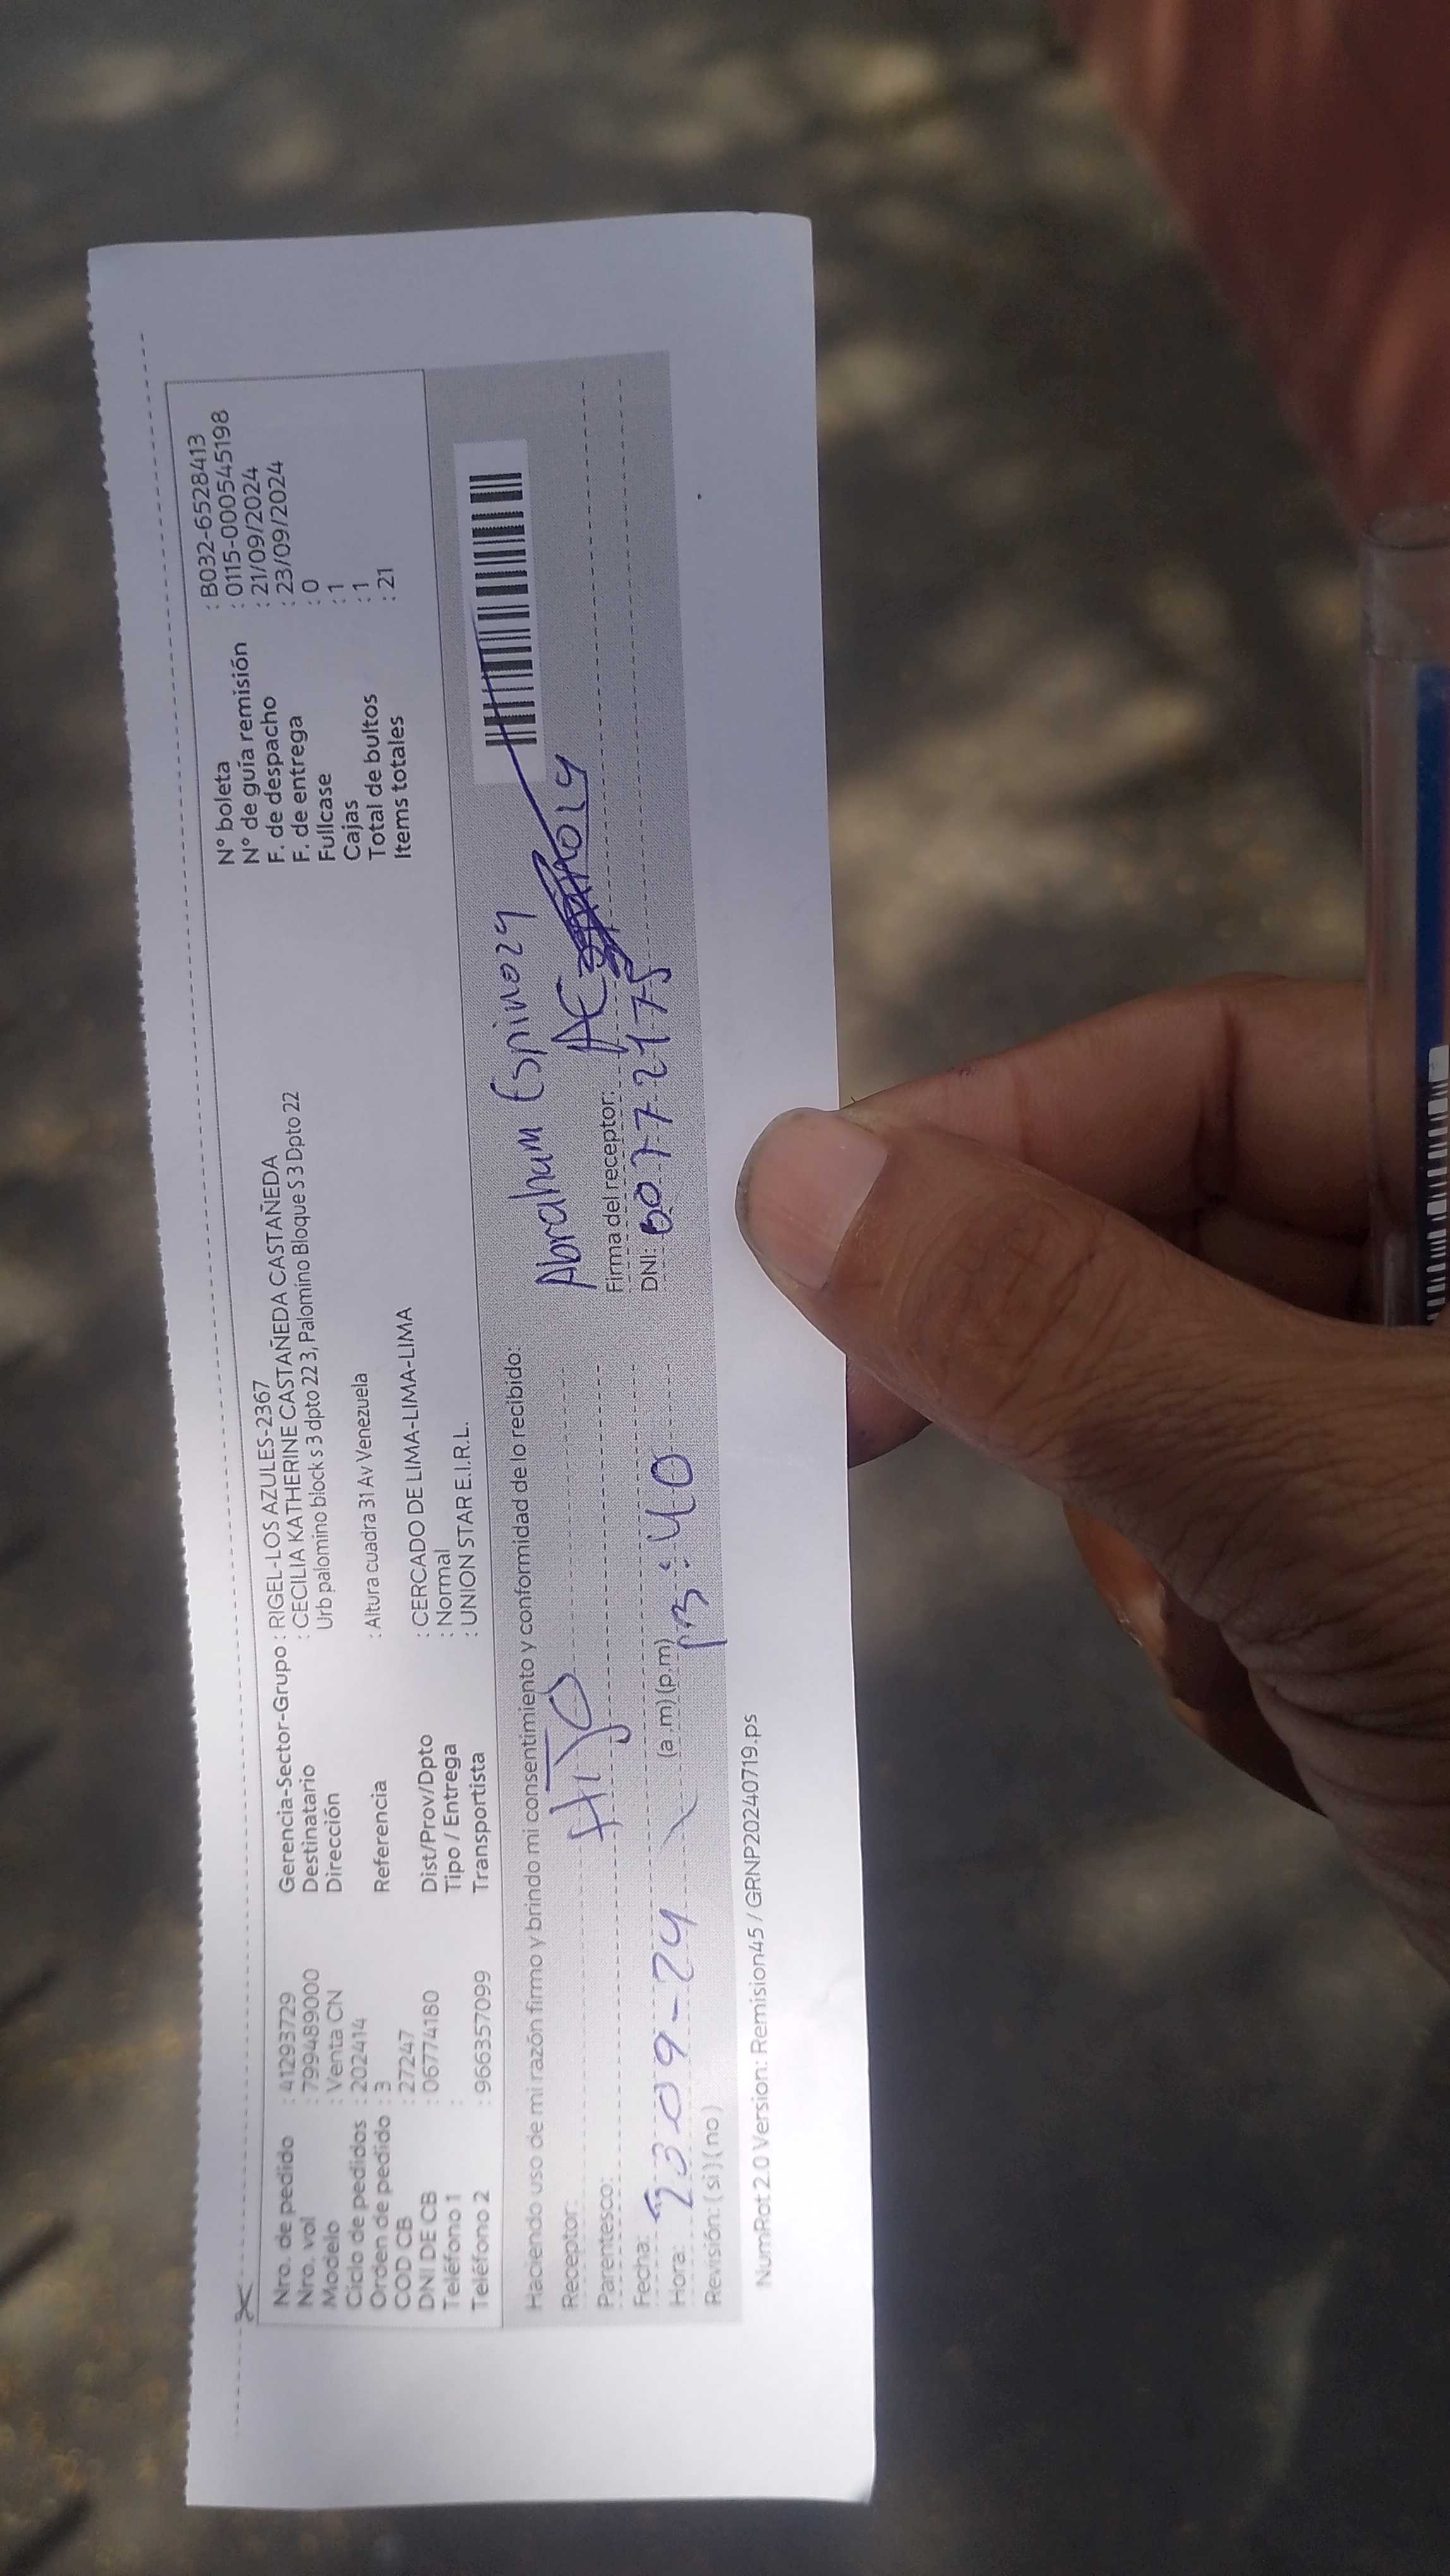 Nro. de pedido : 41293729
Nro. vol : 799489000
Modelo : Venta CN
Ciclo de pedidos : 202414
Orden de pedido : 3
COD CB : 27247
DNI DE CB : 06774180
Teléfono 1 :
Teléfono 2 : 966357099
Gerencia-Sector-Grupo : RIGEL-LOS AZULES-2367
Destinatario : CECILIA KATHERINE CASTAÑEDA CASTAÑEDA
Dirección Urb palomino block s 3 dpto 22 3, Palomino Bloque S 3 Dpto 22
Referencia : Altura cuadra 31 Av Venezuela
Dist/Prov/Dpto : CERCADO DE LIMA-LIMA-LIMA
Tipo / Entrega : Normal
Transportista : UNION STAR E.I.R.L.
N° boleta : B032-6528413
N° de guía remisión : 0115-000545198
F. de despacho : 21/09/2024
F. de entrega : 23/09/2024
Fullcase : 0
Cajas : 1
Total de bultos : 1
Items totales : 21
Haciendo uso de mi razón firmo y brindo mi consentimiento y conformidad de lo recibido:
Receptor: Abraham Espinoza
Parentesco: HIJO
Firma del receptor: AE
Fecha: 23 09-24
DNI: 60772175
Hora: (a.m) (p.m) 13:40
Revisión: ( si ) ( no )
NumRot 2.0 Version: Remision45 / GRNP20240719.ps